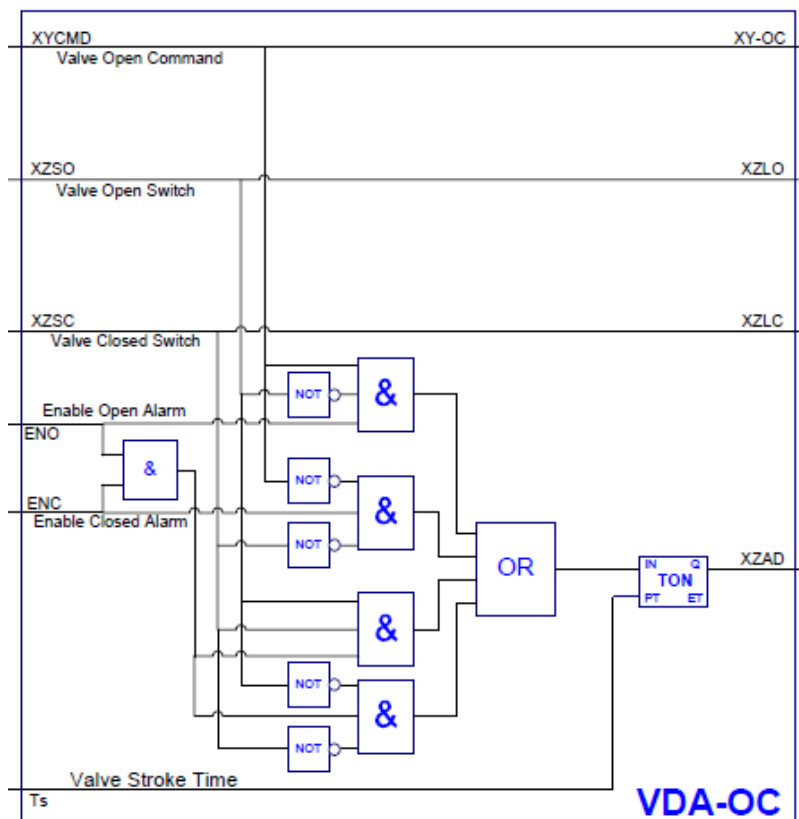 XYCMD XY-OC
Valve Open Command
XZSO XZLO
Valve Open Switch
XZSC XZLC
Valve Closed Switch
&
NOT
Enable Open Alarm
ENO
&
NOT
&
ENC
Enable Closed Alarm
NOT
OR
XZAD
IN Q
TON
PT ET
&
NOT
&
NOT
Valve Stroke Time
Ts
VDA-OC